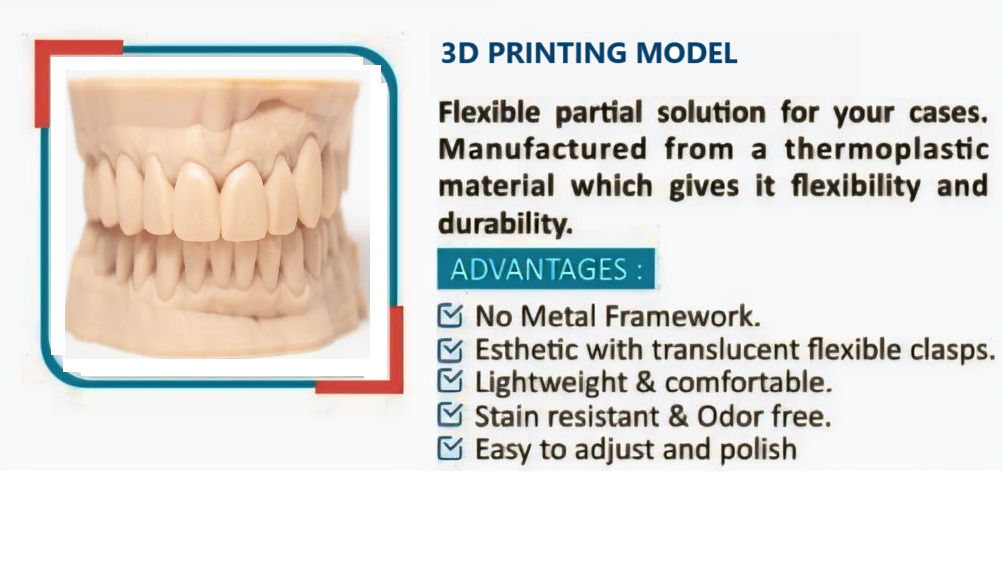 3D PRINTING MODEL
Flexible partial solution for your cases.
Manufactured from a thermoplastic
material which gives it flexibility and
durability.
ADVANTAGES :
No Metal Framework.
Esthetic with translucent flexible clasps.
Lightweight & comfortable.
Stain resistant & Odor free.
Easy to adjust and polish